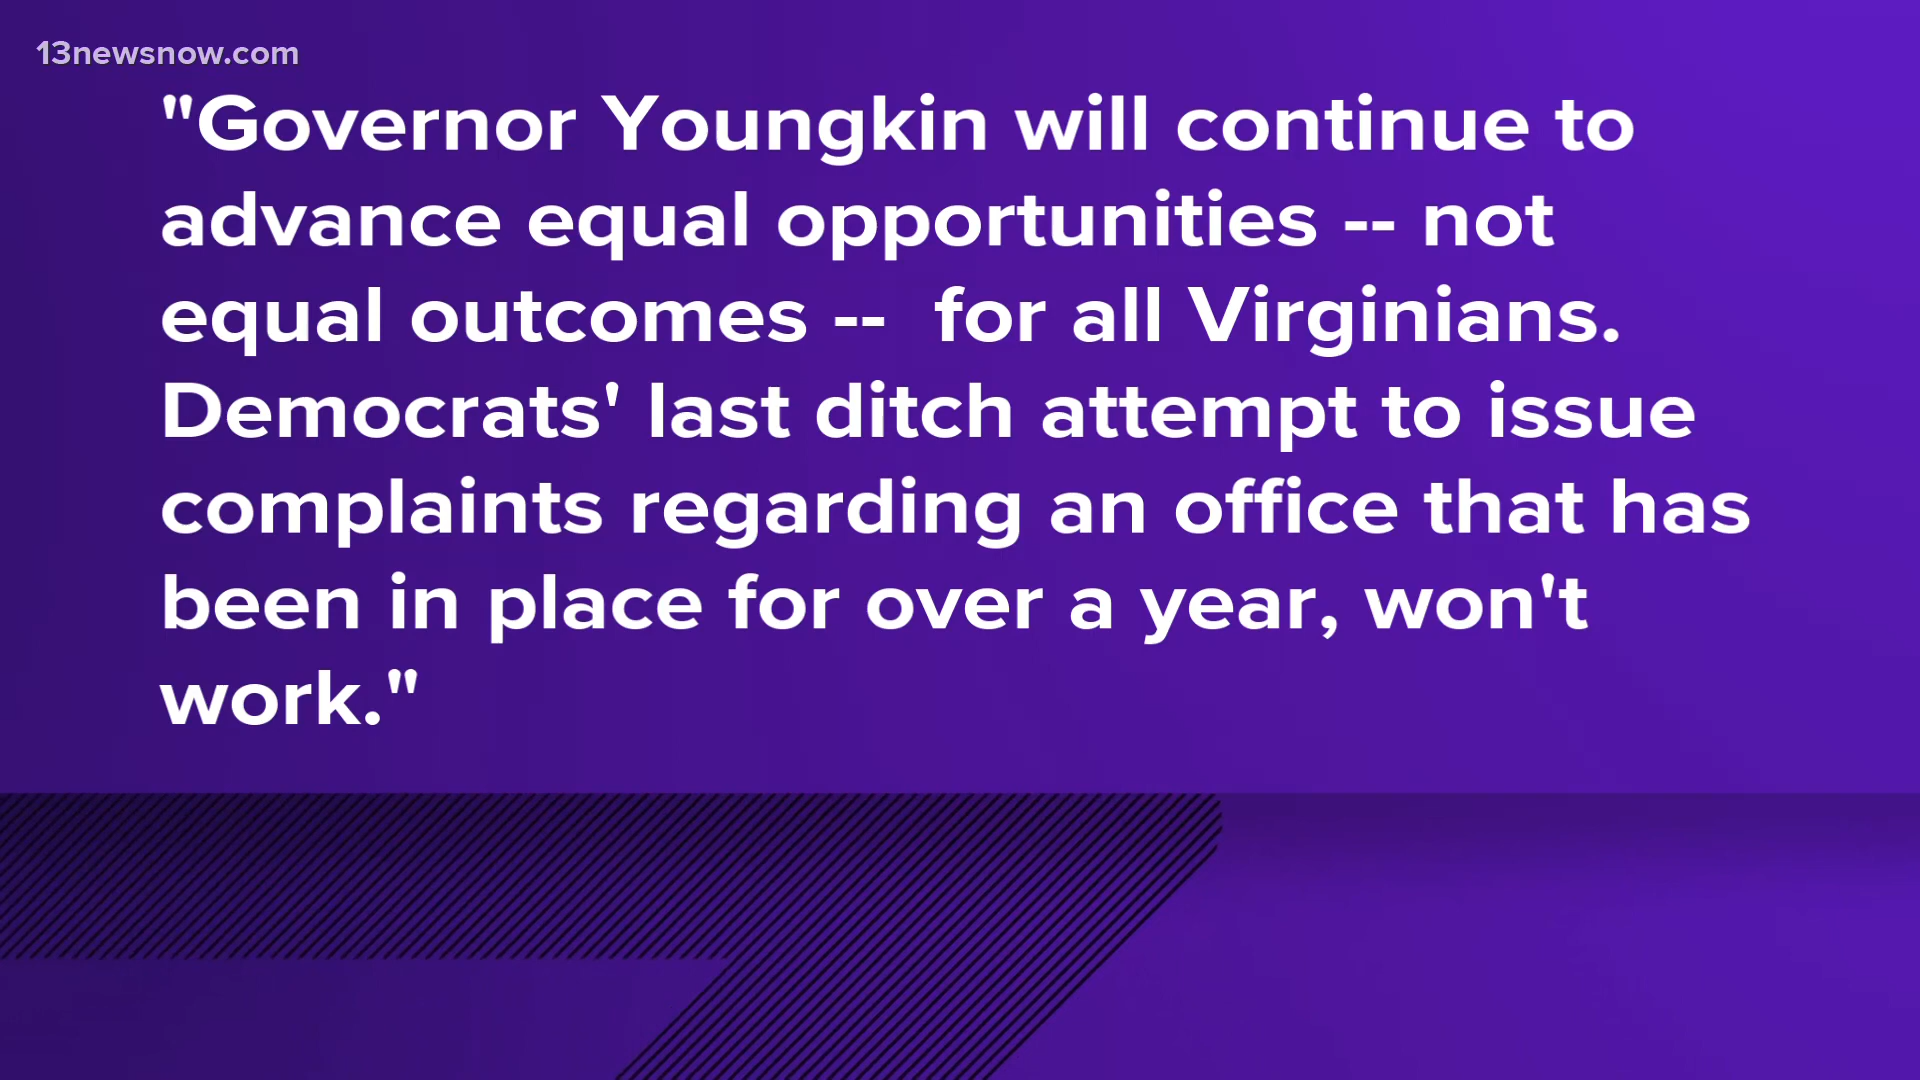 13newsnow.com
"Governor Youngkin will continue to
advance equal opportunities -- not
equal outcomes --  for all Virginians.
Democrats' last ditch attempt to issue
complaints regarding an office that has
been in place for over a year, won't
work."